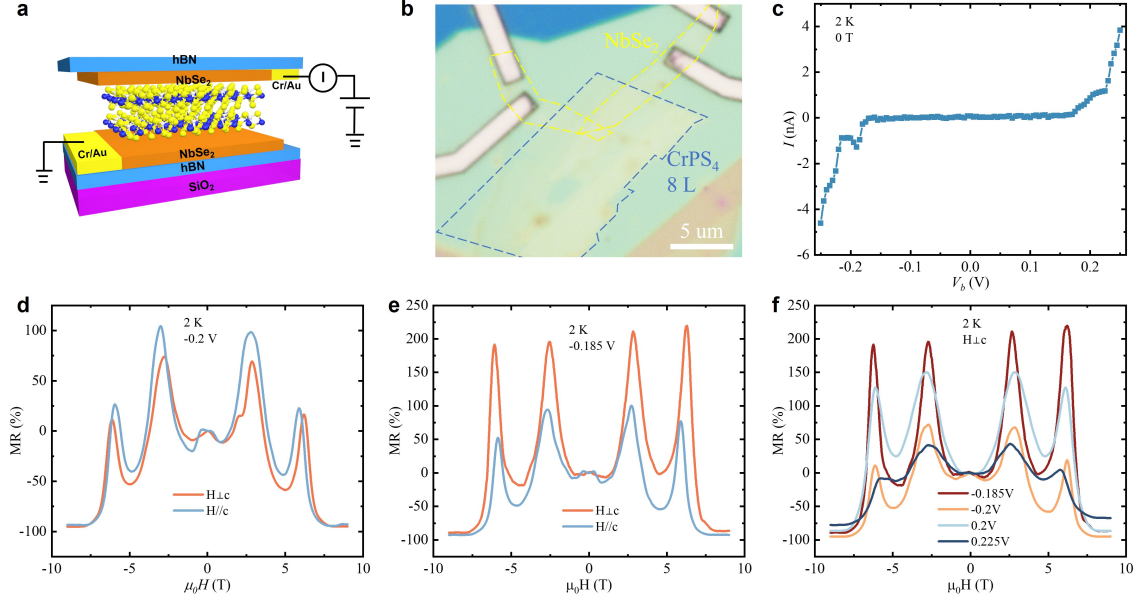 a
hBN
NbSe2
Cr/Au
I
Cr/Au
NbSe2
hBN
SiO2
b
NbSe2
CrPS4
8 L
5 um
c
2 K
0 T
I (nA)
4
2
0
-2
-4
-6
-0.2
-0.1
0.0
0.1
0.2
Vb (V)
d
2 K
-0.2 V
MR (%)
100
50
0
-50
-100
H⊥c
H//c
-10
-5
0
5
10
μ0H (T)
e
2 K
-0.185 V
MR (%)
250
200
150
100
50
0
-50
-100
H⊥c
H//c
-10
-5
0
5
10
μ0H (T)
f
2 K
H⊥c
MR (%)
250
200
150
100
50
0
-50
-100
-0.185V
-0.2V
0.2V
0.225V
-10
-5
0
5
10
μ0H (T)